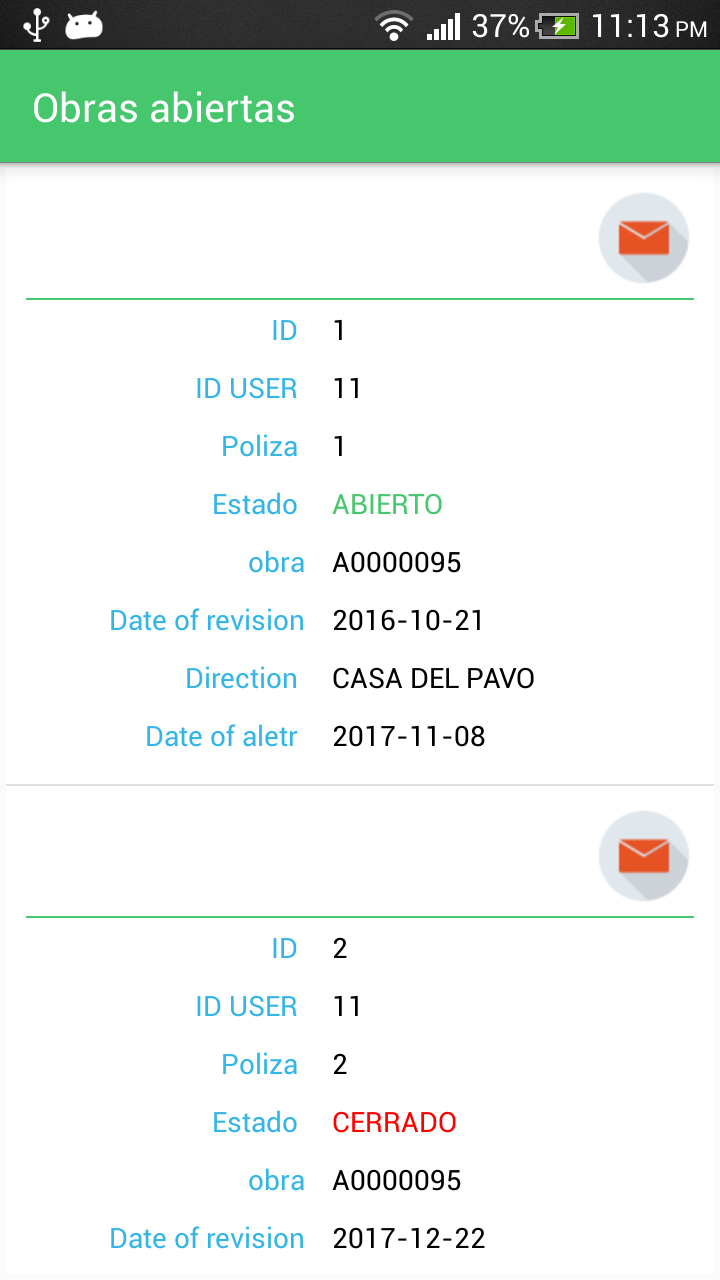 37% 11:13 PM
Obras abiertas
ID 1
ID USER 11
Poliza 1
Estado ABIERTO
obra A0000095
Date of revision 2016-10-21
Direction CASA DEL PAVO
Date of aletr 2017-11-08
ID 2
ID USER 11
Poliza 2
Estado CERRADO
obra A0000095
Date of revision 2017-12-22